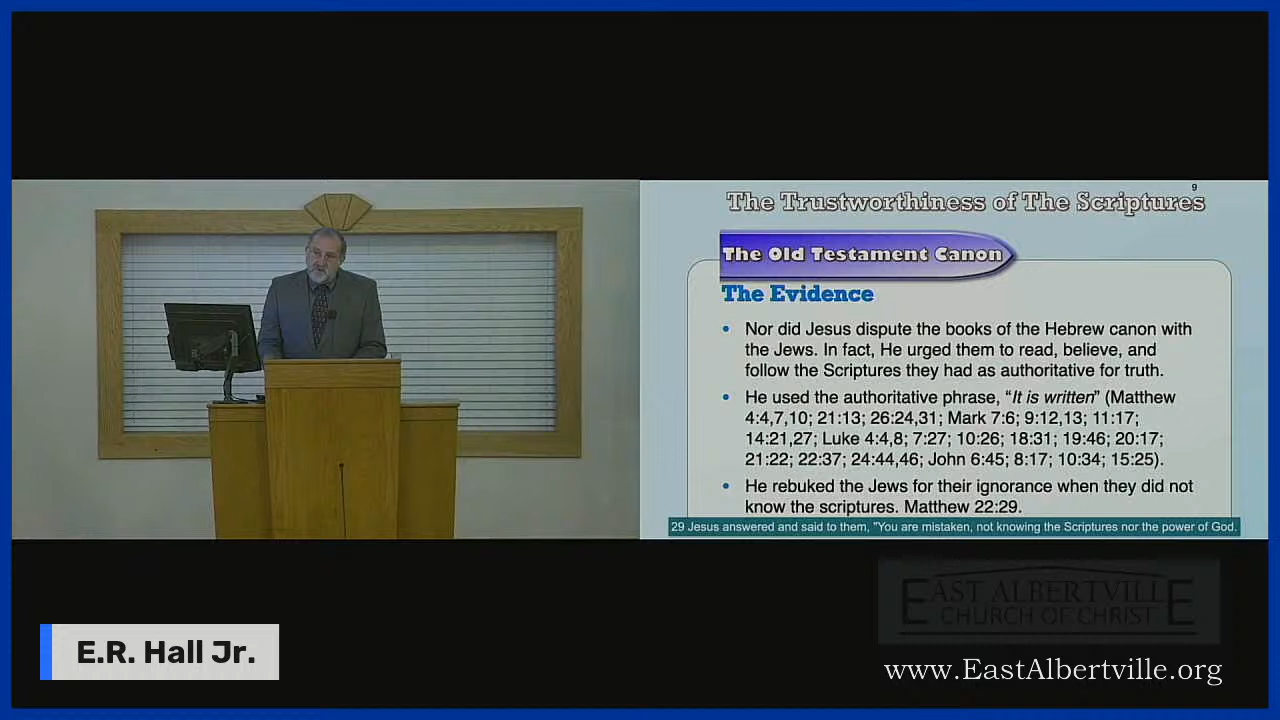 9
The Trustworthiness of The Scriptures
The Old Testament Canon
The Evidence
• Nor did Jesus dispute the books of the Hebrew canon with
the Jews. In fact, He urged them to read, believe, and
follow the Scriptures they had as authoritative for truth.
• He used the authoritative phrase, “It is written” (Matthew
4:4,7,10; 21:13; 26:24,31; Mark 7:6; 9:12,13; 11:17;
14:21,27; Luke 4:4,8; 7:27; 10:26; 18:31; 19:46; 20:17;
21:22; 22:37; 24:44,46; John 6:45; 8:17; 10:34; 15:25).
• He rebuked the Jews for their ignorance when they did not
know the scriptures. Matthew 22:29.
29 Jesus answered and said to them, "You are mistaken, not knowing the Scriptures nor the power of God.
EAST ALBERTVILLE
CHURCH OF CHRIST
E.R. Hall Jr.
www.EastAlbertville.org